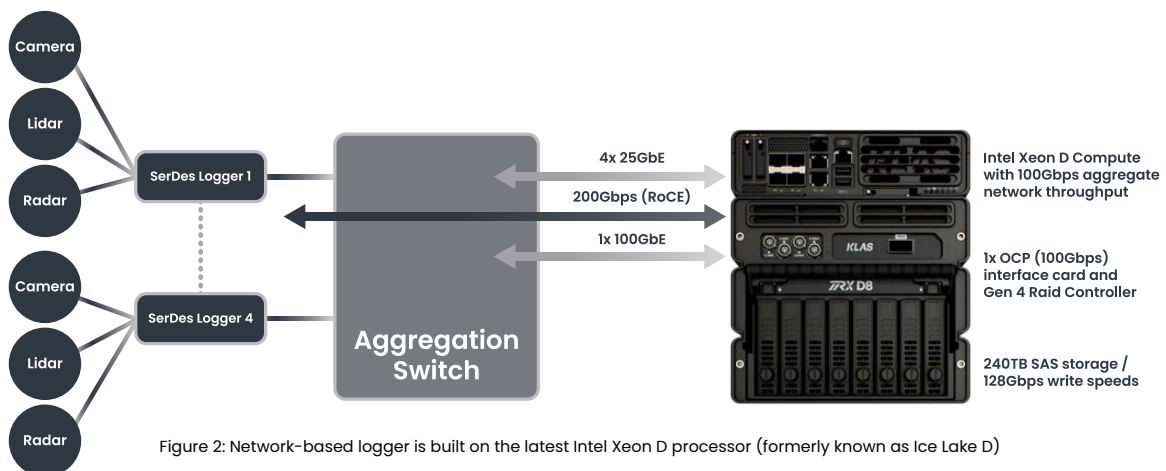 Camera
Lidar
Radar
SerDes Logger 1
Camera
Lidar
Radar
SerDes Logger 4
Aggregation
Switch
4x 25GbE
200Gbps (RoCE)
1x 100GbE
KLAS
TRX D8
Intel Xeon D Compute
with 100Gbps aggregate
network throughput
1x OCP (100Gbps)
interface card and
Gen 4 Raid Controller
240TB SAS storage /
128Gbps write speeds
Figure 2: Network-based logger is built on the latest Intel Xeon D processor (formerly known as Ice Lake D)